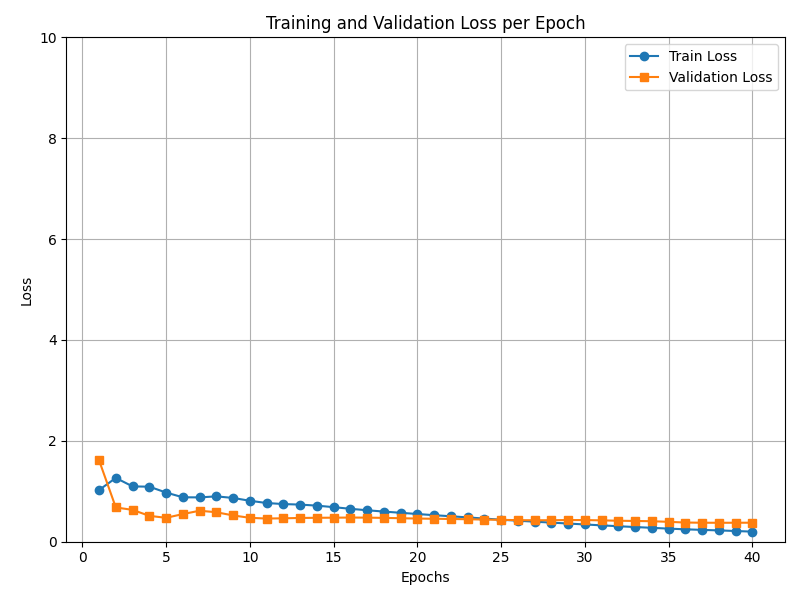 Training and Validation Loss per Epoch
Train Loss
Validation Loss
Loss
10
8
6
4
2
0
0 5 10 15 20 25 30 35 40
Epochs